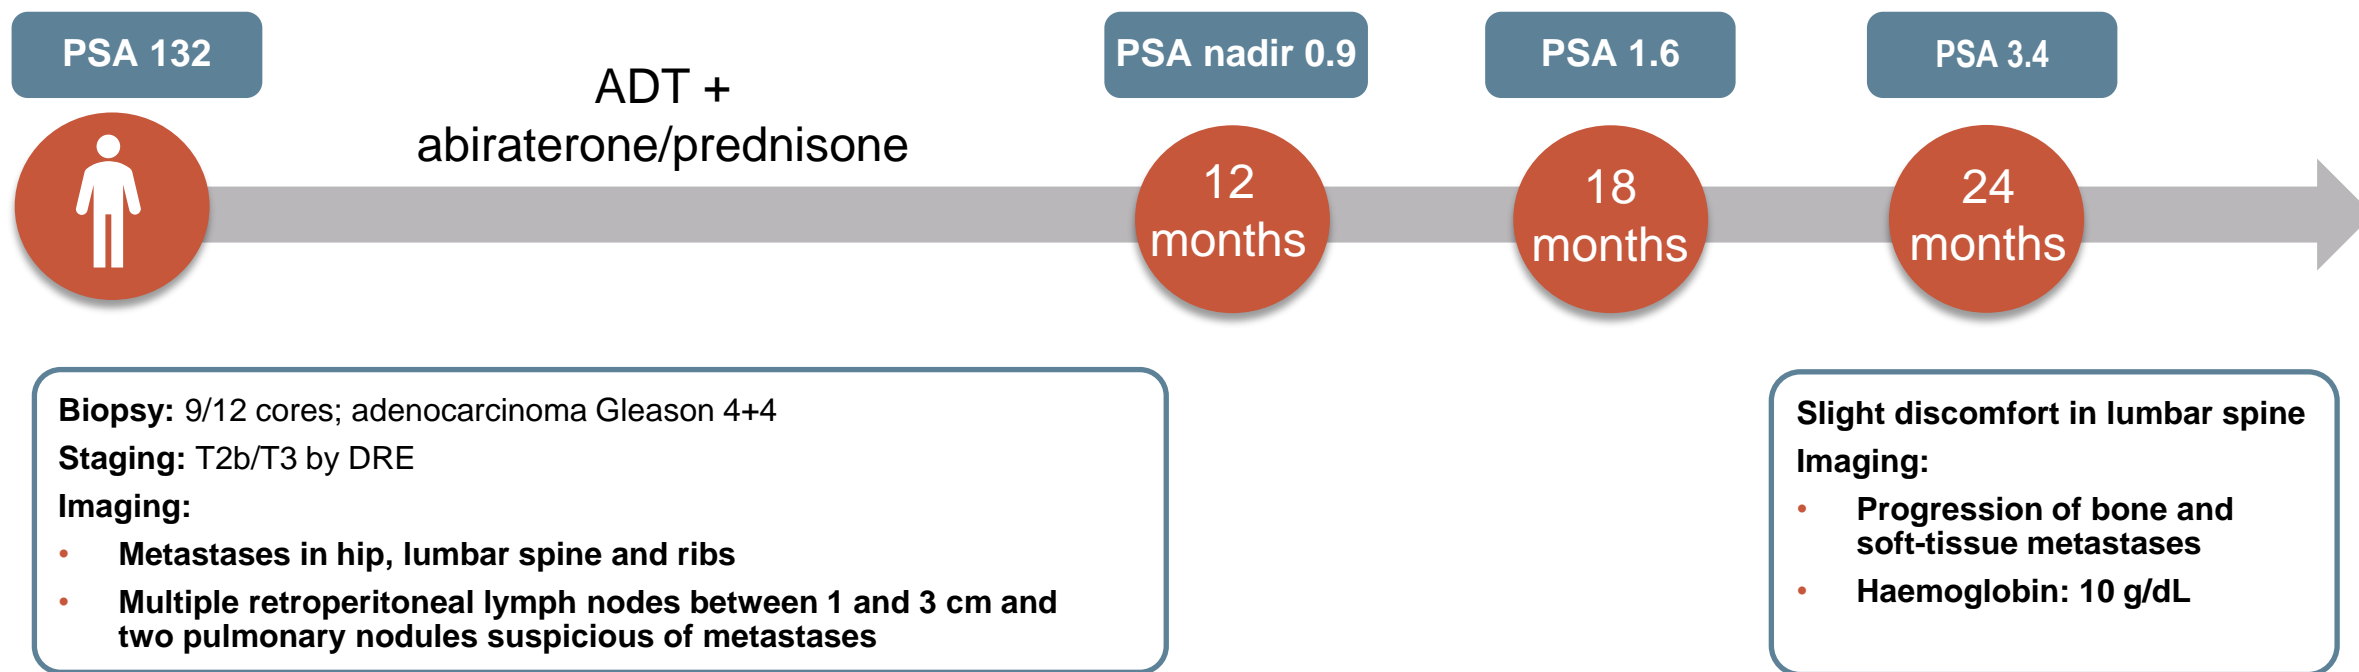 PSA 132
ADT +
abiraterone/prednisone
PSA nadir 0.9
PSA 1.6
PSA 3.4
12
months
18
months
24
months
Biopsy: 9/12 cores; adenocarcinoma Gleason 4+4
Staging: T2b/T3 by DRE
Imaging:
• Metastases in hip, lumbar spine and ribs
• Multiple retroperitoneal lymph nodes between 1 and 3 cm and
two pulmonary nodules suspicious of metastases
Slight discomfort in lumbar spine
Imaging:
• Progression of bone and
soft-tissue metastases
• Haemoglobin: 10 g/dL